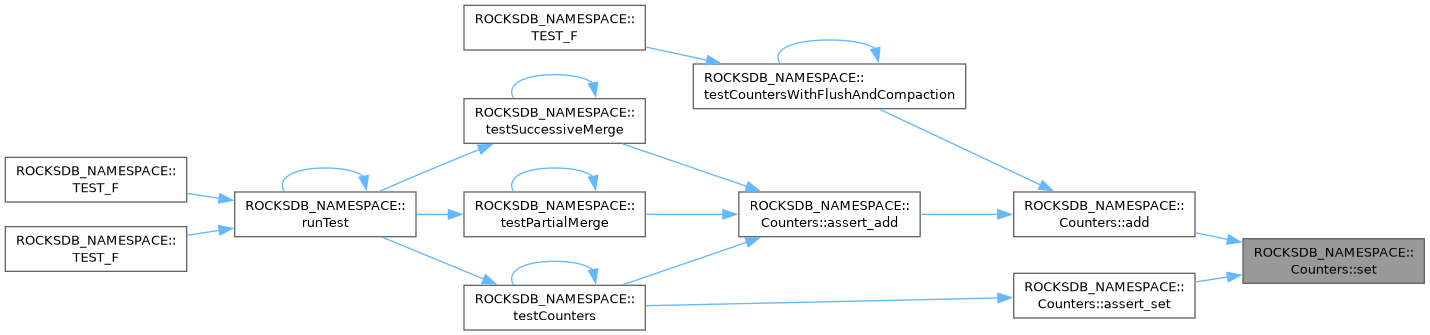 ROCKSDB_NAMESPACE::
TEST_F
ROCKSDB_NAMESPACE::
testCountersWithFlushAndCompaction
ROCKSDB_NAMESPACE::
testSuccessiveMerge
ROCKSDB_NAMESPACE::
TEST_F
ROCKSDB_NAMESPACE::
runTest
ROCKSDB_NAMESPACE::
testPartialMerge
ROCKSDB_NAMESPACE::
Counters::assert_add
ROCKSDB_NAMESPACE::
Counters::add
ROCKSDB_NAMESPACE::
TEST_F
ROCKSDB_NAMESPACE::
Counters::set
ROCKSDB_NAMESPACE::
testCounters
ROCKSDB_NAMESPACE::
Counters::assert_set